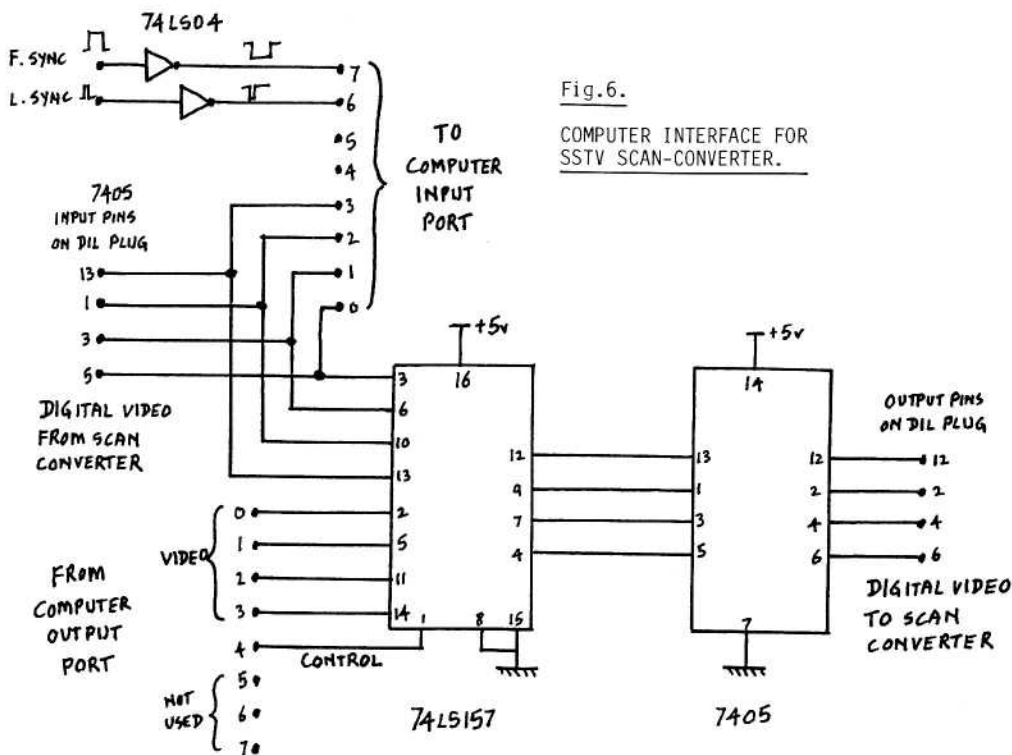 74LS04
F. SYNC
L. SYNC
7
6
5
4
3
2
1
0
TO
COMPUTER
INPUT
PORT
Fig.6.
COMPUTER INTERFACE FOR
SSTV SCAN-CONVERTER.
7405
INPUT PINS
ON DIL PLUG
13
1
3
5
DIGITAL VIDEO
FROM SCAN
CONVERTER
+5v
16
3
6
10
13
2
5
11
14
1
8
15
12
9
7
4
74LS157
+5v
14
13
1
3
5
12
2
4
6
7
7405
OUTPUT PINS
ON DIL PLUG
12
2
4
6
DIGITAL VIDEO
TO SCAN
CONVERTER
FROM
COMPUTER
OUTPUT
PORT
VIDEO
0
1
2
3
4
CONTROL
NOT
USED
5
6
7